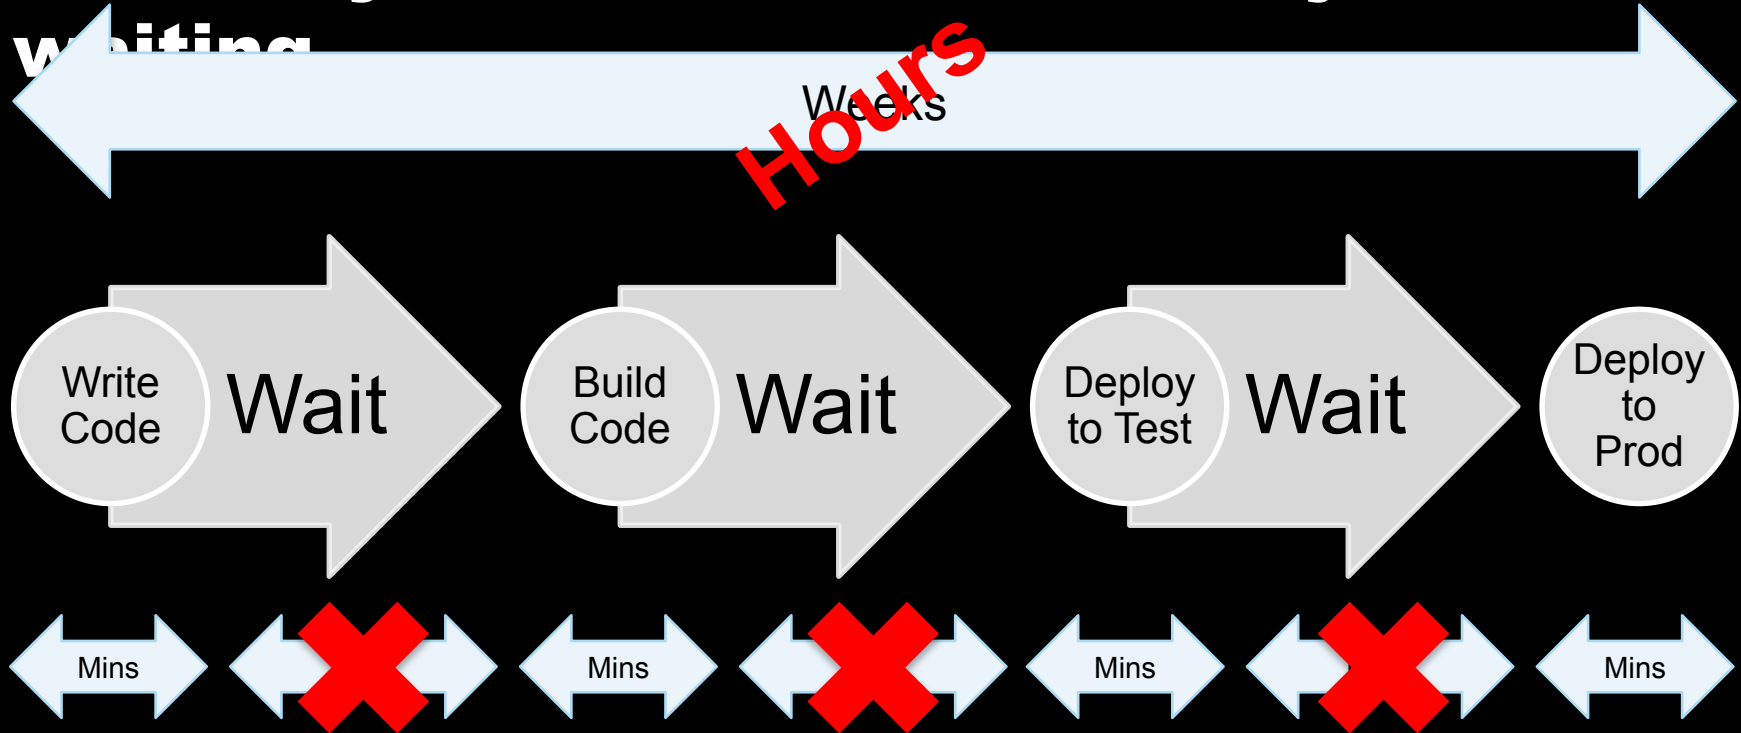 waiting
Weeks
Hours
Write
Code
Wait
Build
Code
Wait
Deploy
to Test
Wait
Deploy
to
Prod
Mins
Mins
Mins
Mins